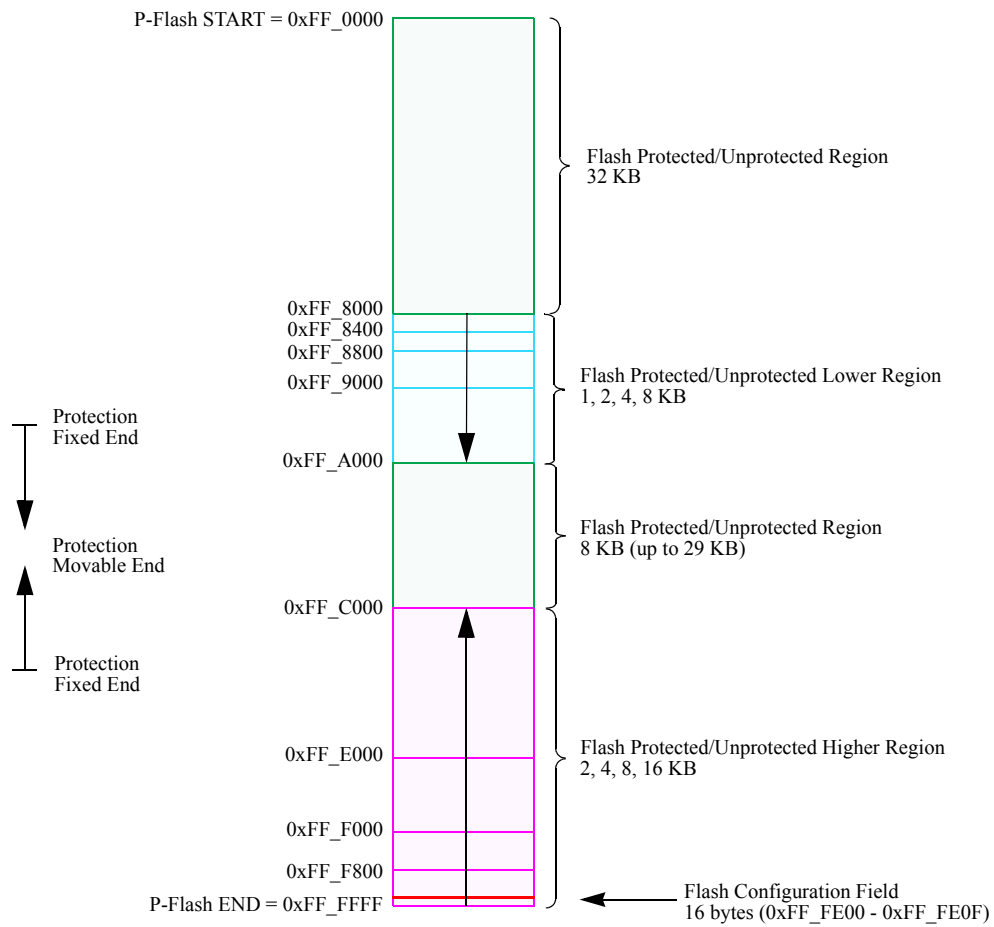 P-Flash START = 0xFF_0000
Flash Protected/Unprotected Region
32 KB
0xFF_8000
0xFF_8400
0xFF_8800
0xFF_9000
Flash Protected/Unprotected Lower Region
1, 2, 4, 8 KB
Protection
Fixed End
0xFF_A000
Flash Protected/Unprotected Region
8 KB (up to 29 KB)
Protection
Movable End
0xFF_C000
Protection
Fixed End
0xFF_E000
Flash Protected/Unprotected Higher Region
2, 4, 8, 16 KB
0xFF_F000
0xFF_F800
P-Flash END = 0xFF_FFFF
Flash Configuration Field
16 bytes (0xFF_FE00 - 0xFF_FE0F)